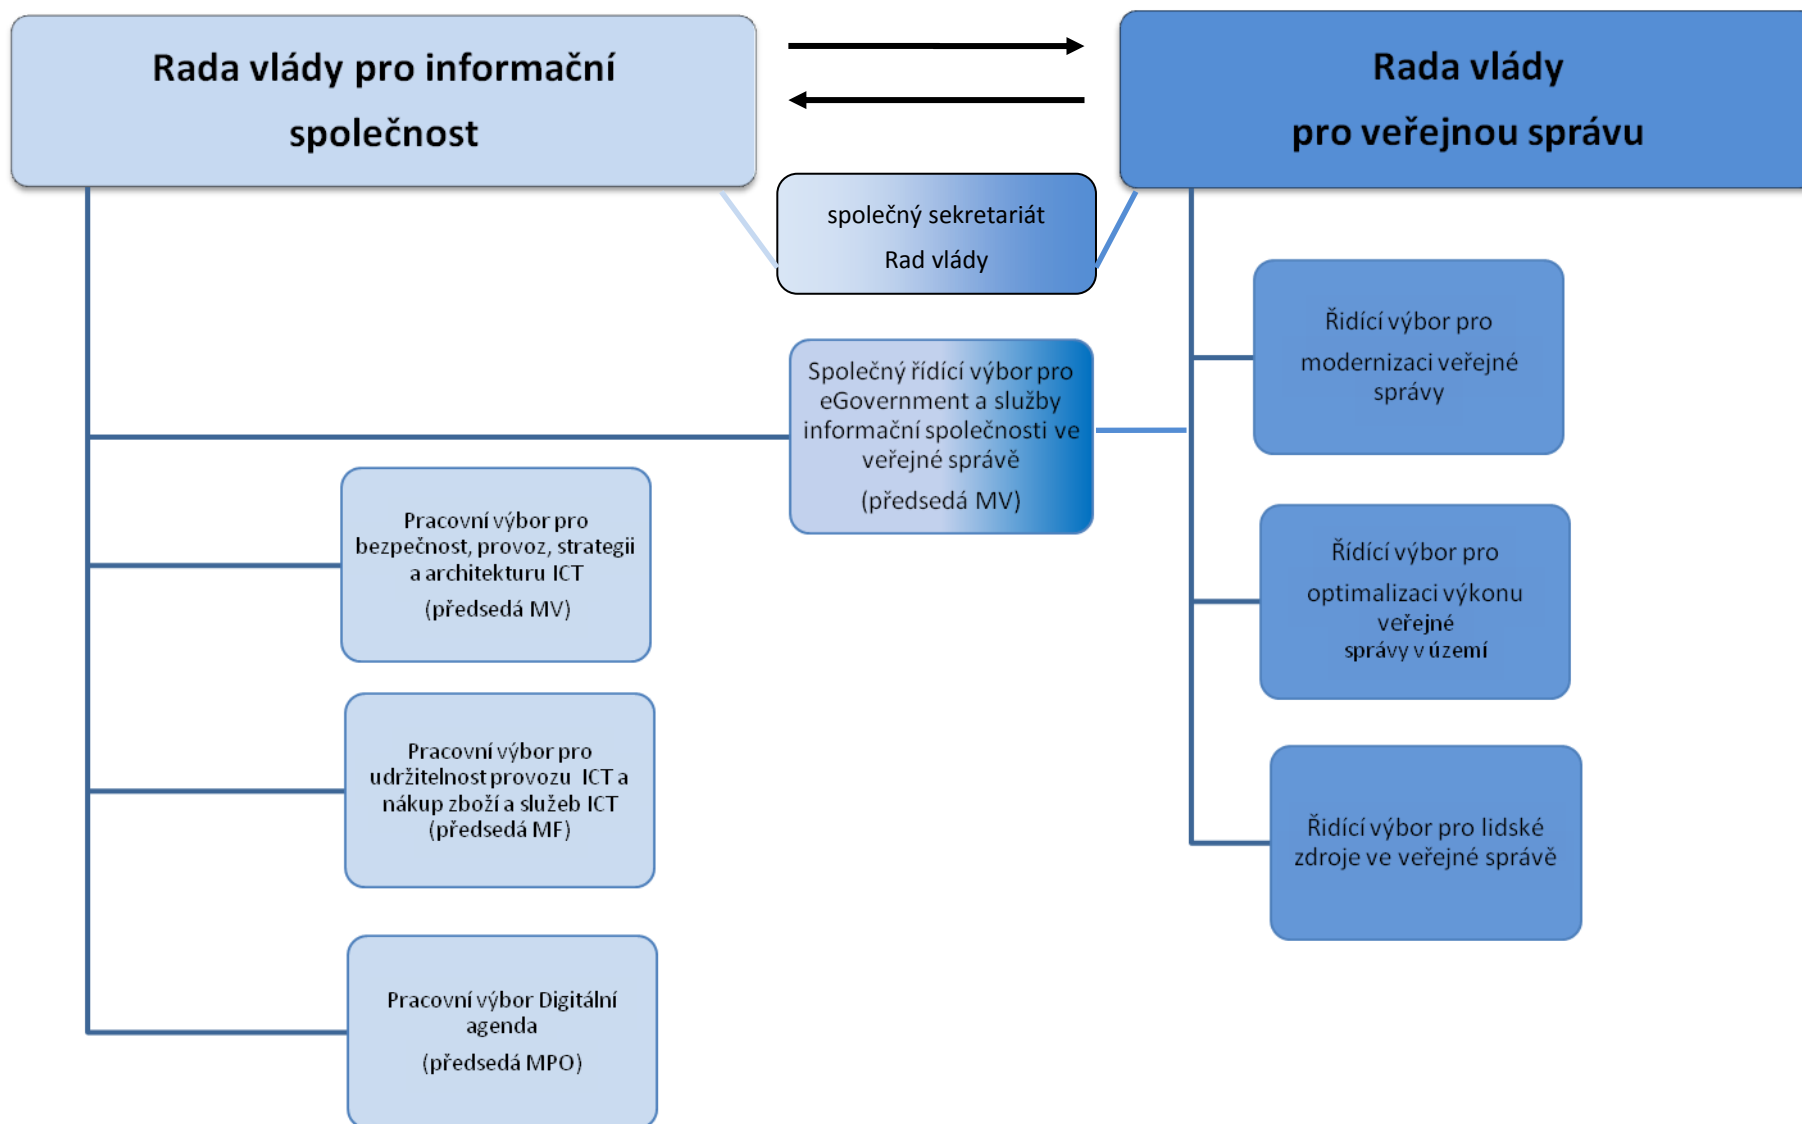 Rada vlády pro informační
společnost
Rada vlády
pro veřejnou správu
společný sekretariát
Rad vlády
Společný řídící výbor pro
eGovernment a služby
informační společnosti ve
veřejné správě
(předsedá MV)
Pracovní výbor pro
bezpečnost, provoz, strategii
a architekturu ICT
(předsedá MV)
Pracovní výbor pro
udržitelnost provozu ICT a
nákup zboží a služeb ICT
(předsedá MF)
Pracovní výbor Digitální
agenda
(předsedá MPO)
Řidící výbor pro
modernizaci veřejné
správy
Řídící výbor pro
optimalizaci výkonu
veřejné
správy v území
Řidící výbor pro lidské
zdroje ve veřejné správě